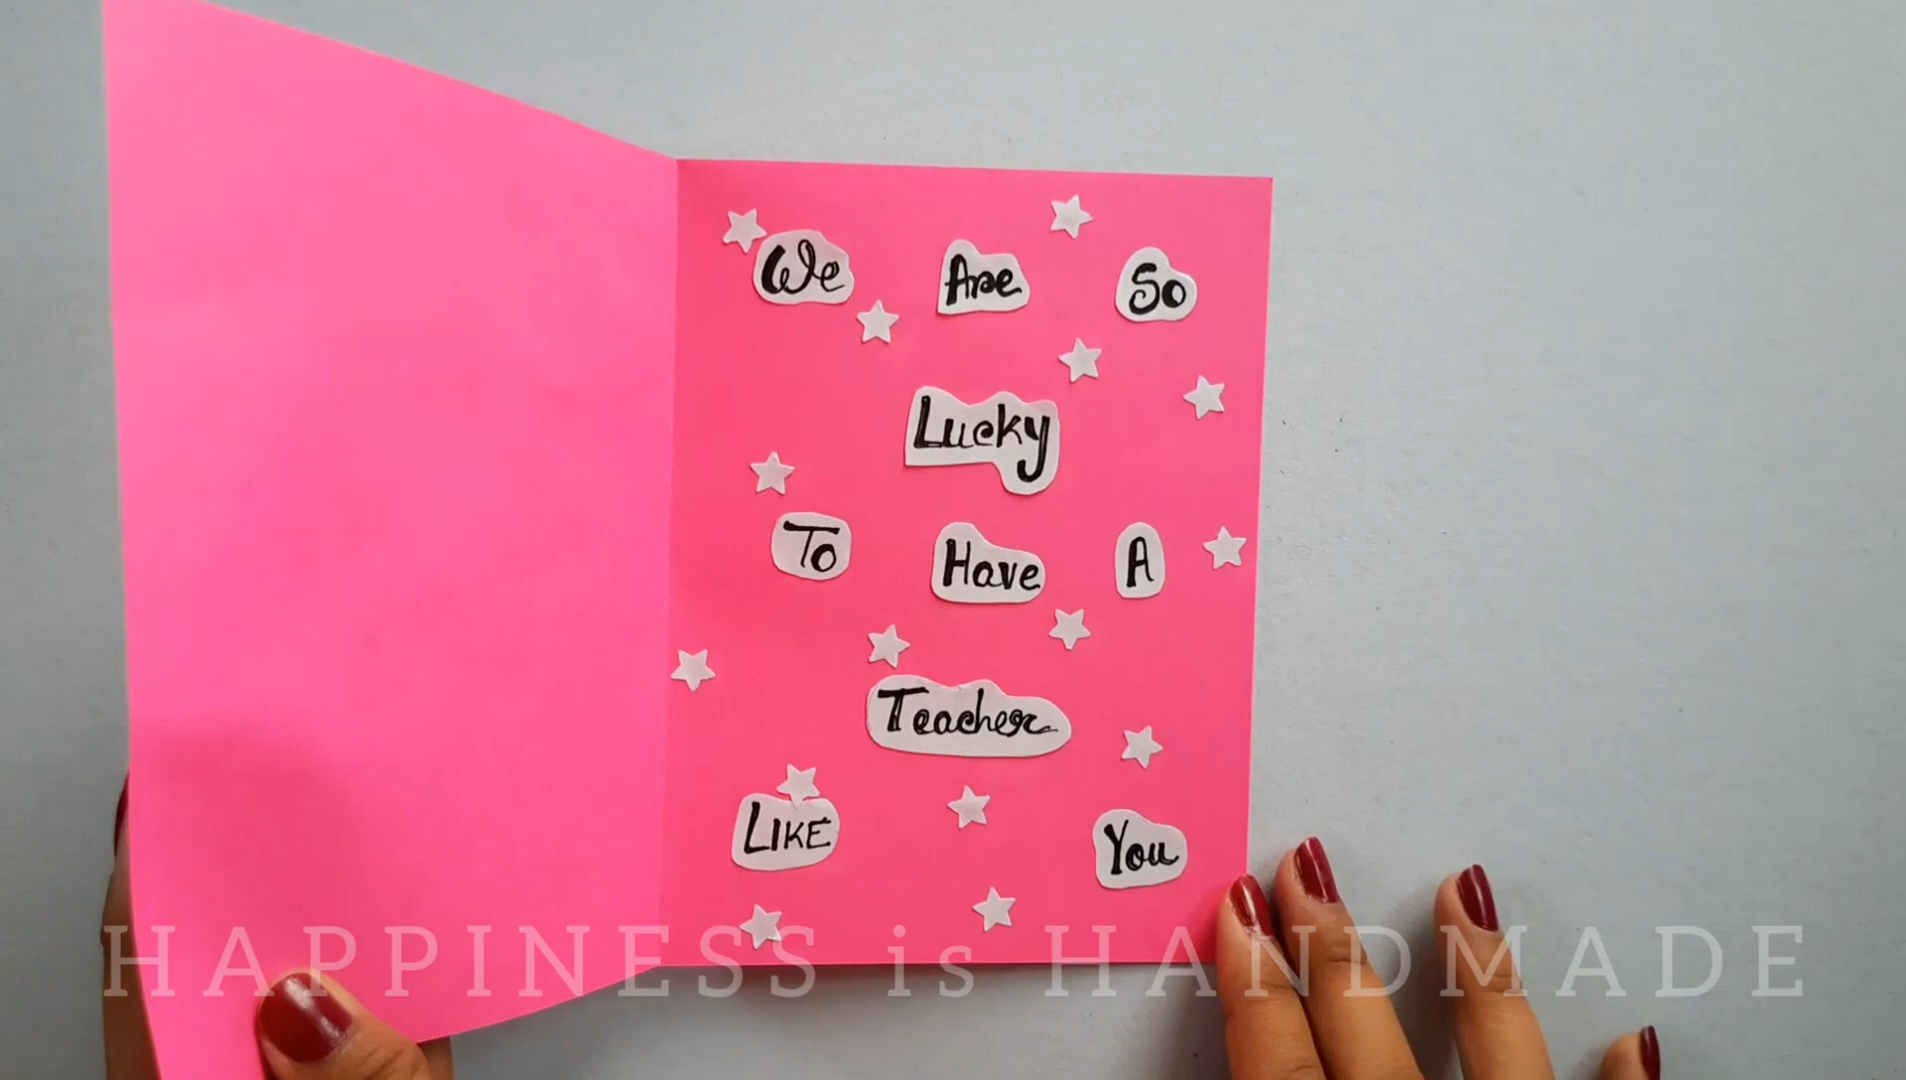 We Are So
Lucky
To Have A
Teacher
LIKE You
HAPPINESS is HANDMADE